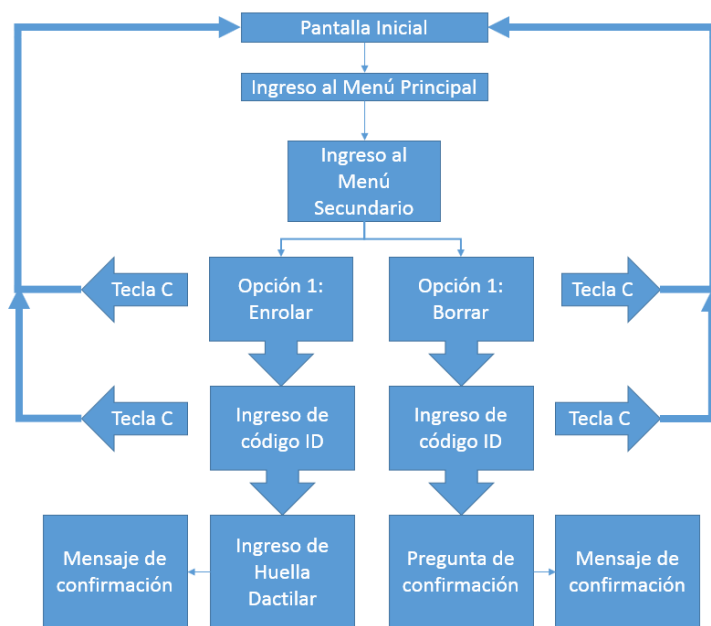 Pantalla Inicial
Ingreso al Menú Principal
Ingreso al
Menú
Secundario
Tecla C
Opción 1:
Enrolar
Opción 1:
Borrar
Tecla C
Tecla C
Ingreso de
código ID
Ingreso de
código ID
Tecla C
Mensaje de
confirmación
Ingreso de
Huella
Dactilar
Pregunta de
confirmación
Mensaje de
confirmación